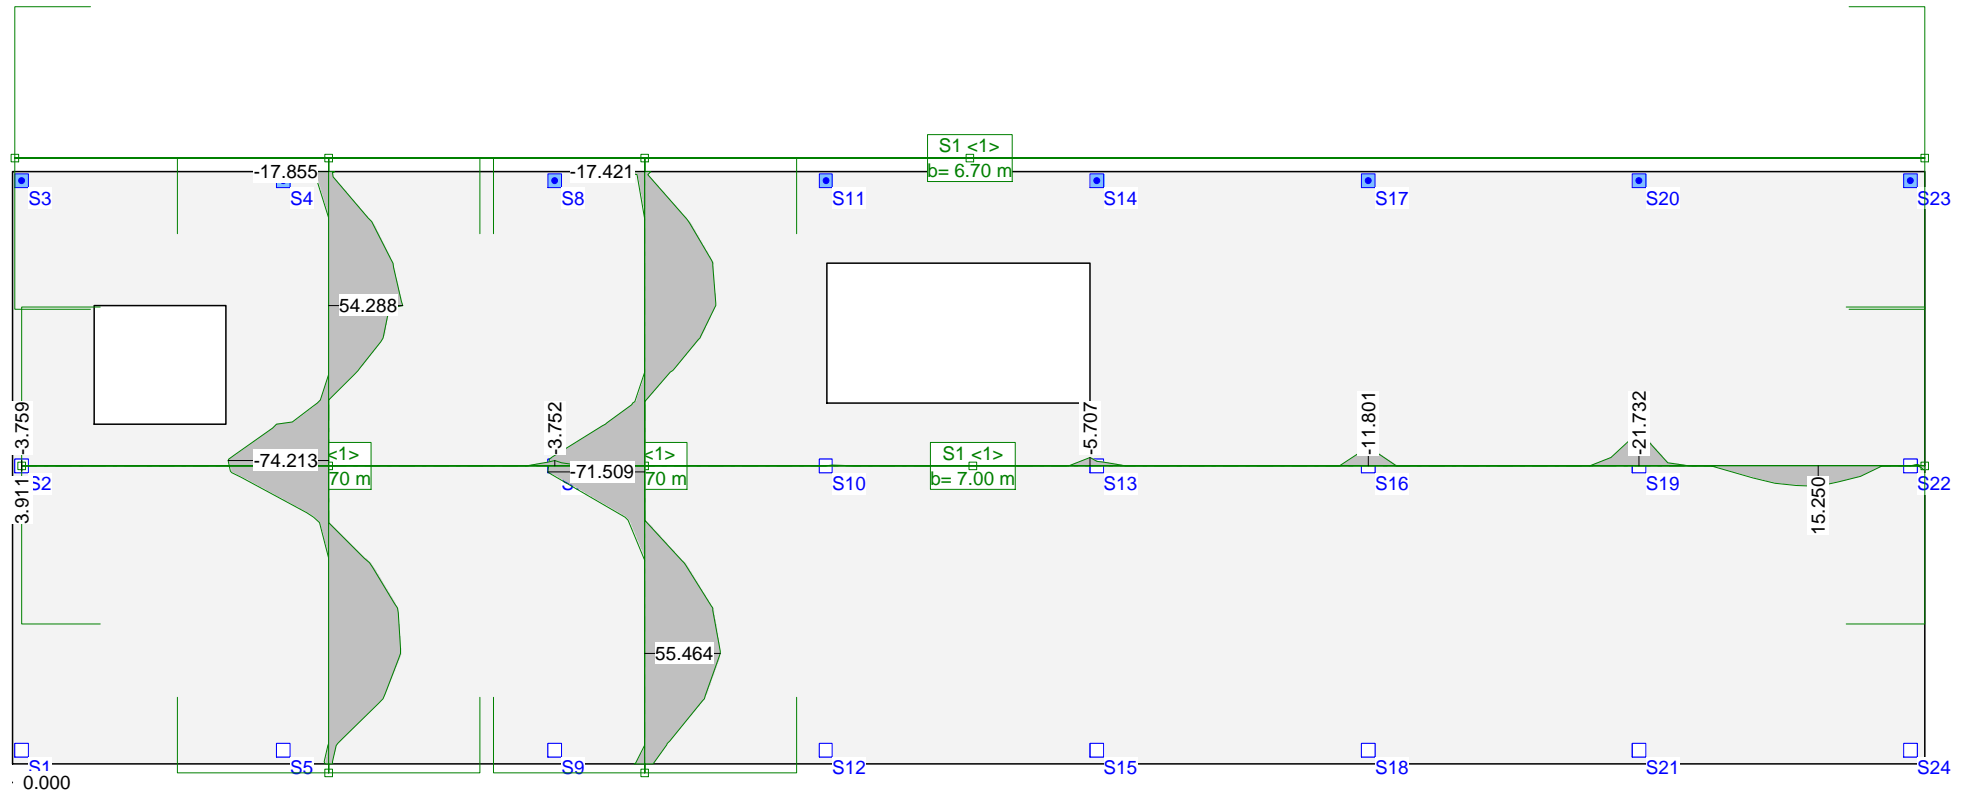 S1 <1>
b= 6.70 m
-17.855
-17.421
S3
S4
S8
S11
S14
S17
S20
S23
54.288
-3.759
-3.752
-5.707
-11.801
-21.732
<1>
<1>
S1 <1>
-74.213
-71.509
70 m
70 m
b= 7.00 m
S2
S10
S13
S16
S19
S22
3.911
15.250
55.464
S1
S5
S9
S12
S15
S18
S21
S24
0.000